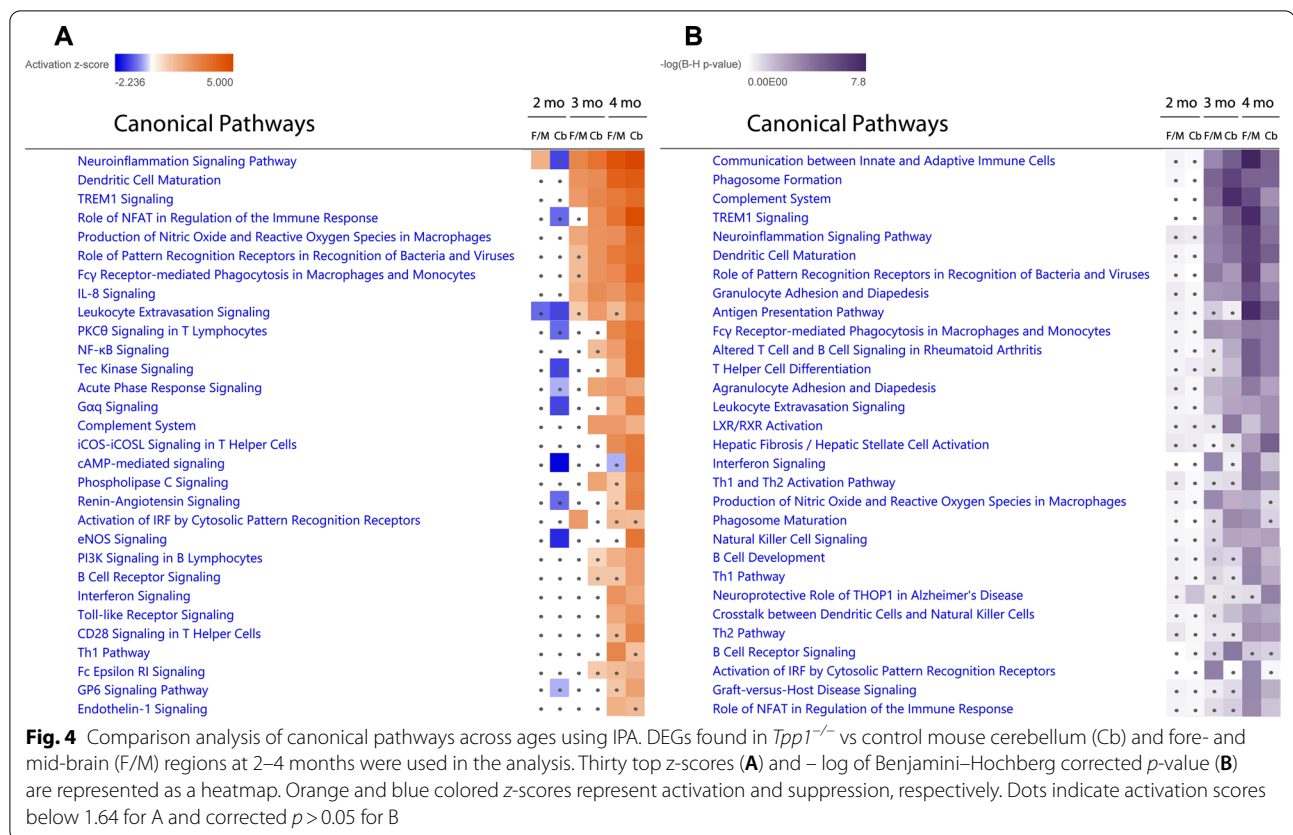 A
Activation z-score
-2.236 5.000
2 mo 3 mo 4 mo
Canonical Pathways
F/M Cb F/M Cb F/M Cb
Neuroinflammation Signaling Pathway
Dendritic Cell Maturation
TREM1 Signaling
Role of NFAT in Regulation of the Immune Response
Production of Nitric Oxide and Reactive Oxygen Species in Macrophages
Role of Pattern Recognition Receptors in Recognition of Bacteria and Viruses
Fcγ Receptor-mediated Phagocytosis in Macrophages and Monocytes
IL-8 Signaling
Leukocyte Extravasation Signaling
PKCθ Signaling in T Lymphocytes
NF-κB Signaling
Tec Kinase Signaling
Acute Phase Response Signaling
Gαq Signaling
Complement System
iCOS-iCOSL Signaling in T Helper Cells
cAMP-mediated signaling
Phospholipase C Signaling
Renin-Angiotensin Signaling
Activation of IRF by Cytosolic Pattern Recognition Receptors
eNOS Signaling
PI3K Signaling in B Lymphocytes
B Cell Receptor Signaling
Interferon Signaling
Toll-like Receptor Signaling
CD28 Signaling in T Helper Cells
Th1 Pathway
Fc Epsilon RI Signaling
GP6 Signaling Pathway
Endothelin-1 Signaling
B
-log(B-H p-value)
0.00E00 7.8
2 mo 3 mo 4 mo
Canonical Pathways
F/M Cb F/M Cb F/M Cb
Communication between Innate and Adaptive Immune Cells
Phagosome Formation
Complement System
TREM1 Signaling
Neuroinflammation Signaling Pathway
Dendritic Cell Maturation
Role of Pattern Recognition Receptors in Recognition of Bacteria and Viruses
Granulocyte Adhesion and Diapedesis
Antigen Presentation Pathway
Fcγ Receptor-mediated Phagocytosis in Macrophages and Monocytes
Altered T Cell and B Cell Signaling in Rheumatoid Arthritis
T Helper Cell Differentiation
Agranulocyte Adhesion and Diapedesis
Leukocyte Extravasation Signaling
LXR/RXR Activation
Hepatic Fibrosis / Hepatic Stellate Cell Activation
Interferon Signaling
Th1 and Th2 Activation Pathway
Production of Nitric Oxide and Reactive Oxygen Species in Macrophages
Phagosome Maturation
Natural Killer Cell Signaling
B Cell Development
Th1 Pathway
Neuroprotective Role of THOP1 in Alzheimer's Disease
Crosstalk between Dendritic Cells and Natural Killer Cells
Th2 Pathway
B Cell Receptor Signaling
Activation of IRF by Cytosolic Pattern Recognition Receptors
Graft-versus-Host Disease Signaling
Role of NFAT in Regulation of the Immune Response
Fig. 4 Comparison analysis of canonical pathways across ages using IPA. DEGs found in Tpp1−/− vs control mouse cerebellum (Cb) and fore- and
mid-brain (F/M) regions at 2–4 months were used in the analysis. Thirty top z-scores (A) and – log of Benjamini–Hochberg corrected p-value (B)
are represented as a heatmap. Orange and blue colored z-scores represent activation and suppression, respectively. Dots indicate activation scores
below 1.64 for A and corrected p > 0.05 for B